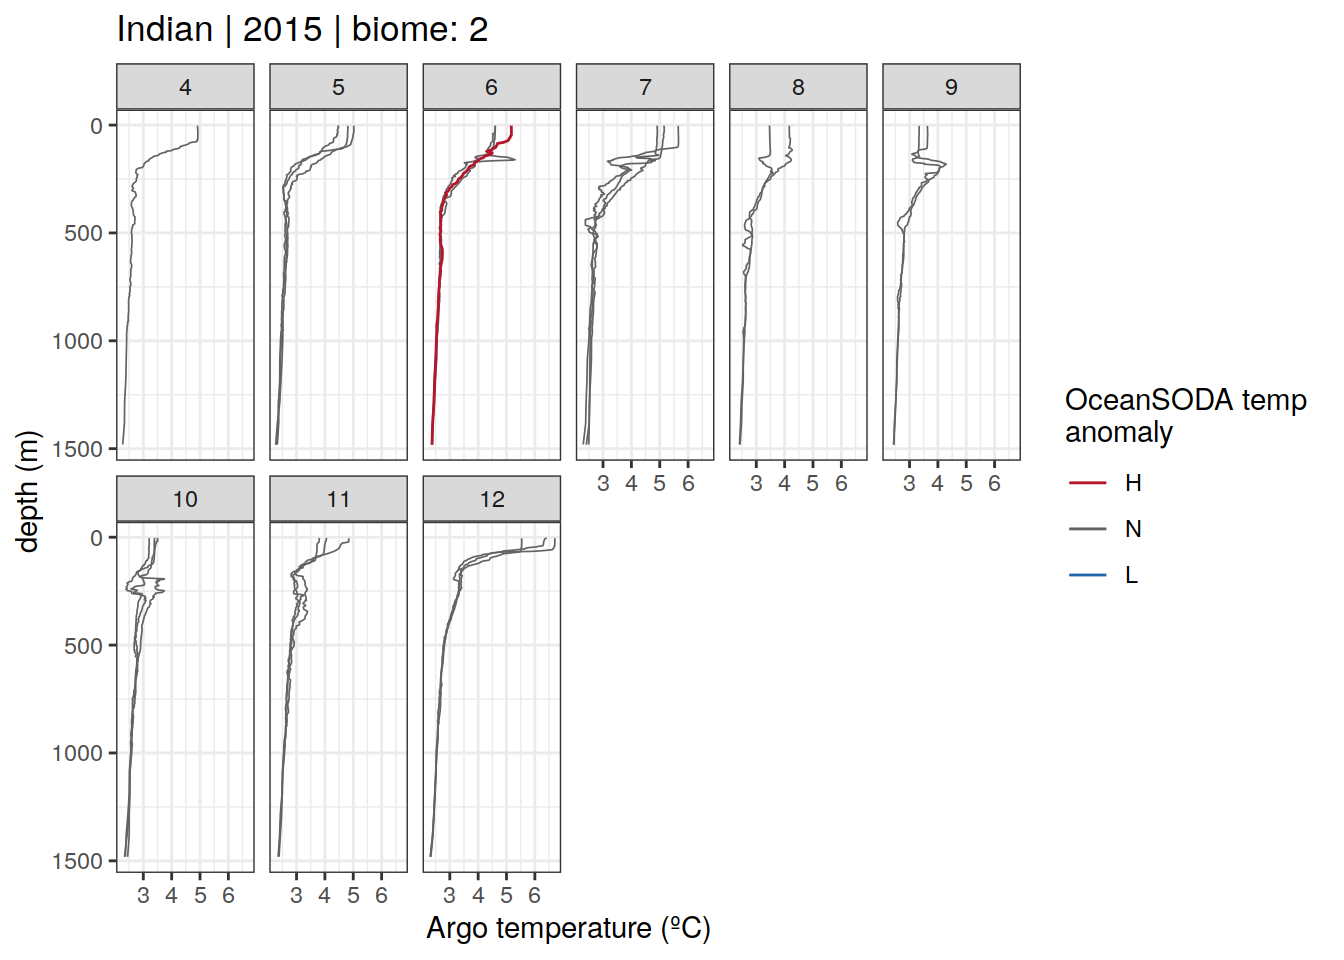 Indian | 2015 | biome: 2
4 5 6 7 8 9
0
500
1000
1500
3 4 5 6 3 4 5 6 3 4 5 6
10 11 12
0
500
1000
1500
3 4 5 6 3 4 5 6 3 4 5 6
depth (m)
Argo temperature (ºC)
OceanSODA temp
anomaly
H
N
L